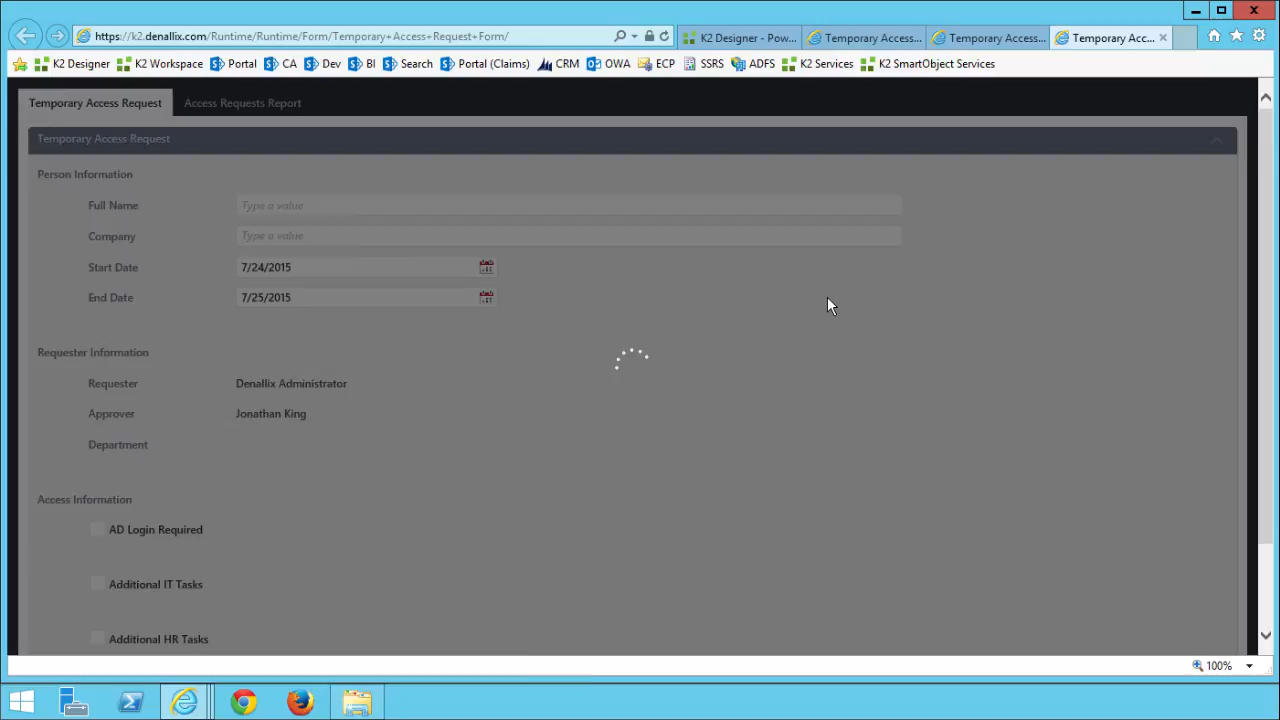 https://k2.denallix.com/Runtime/Runtime/Form/Temporary+Access+Request+Form/
K2 Designer - Pow...
Temporary Access...
Temporary Access...
Temporary Acc...
K2 Designer
K2 Workspace
Portal
CA
Dev
BI
Search
Portal (Claims)
CRM
OWA
ECP
SSRS
ADFS
K2 Services
K2 SmartObject Services
Temporary Access Request
Access Requests Report
Temporary Access Request
Person Information
Full Name
Type a value
Company
Type a value
Start Date
7/24/2015
End Date
7/25/2015
Requester Information
Requester
Denallix Administrator
Approver
Jonathan King
Department
Access Information
AD Login Required
Additional IT Tasks
Additional HR Tasks
100%